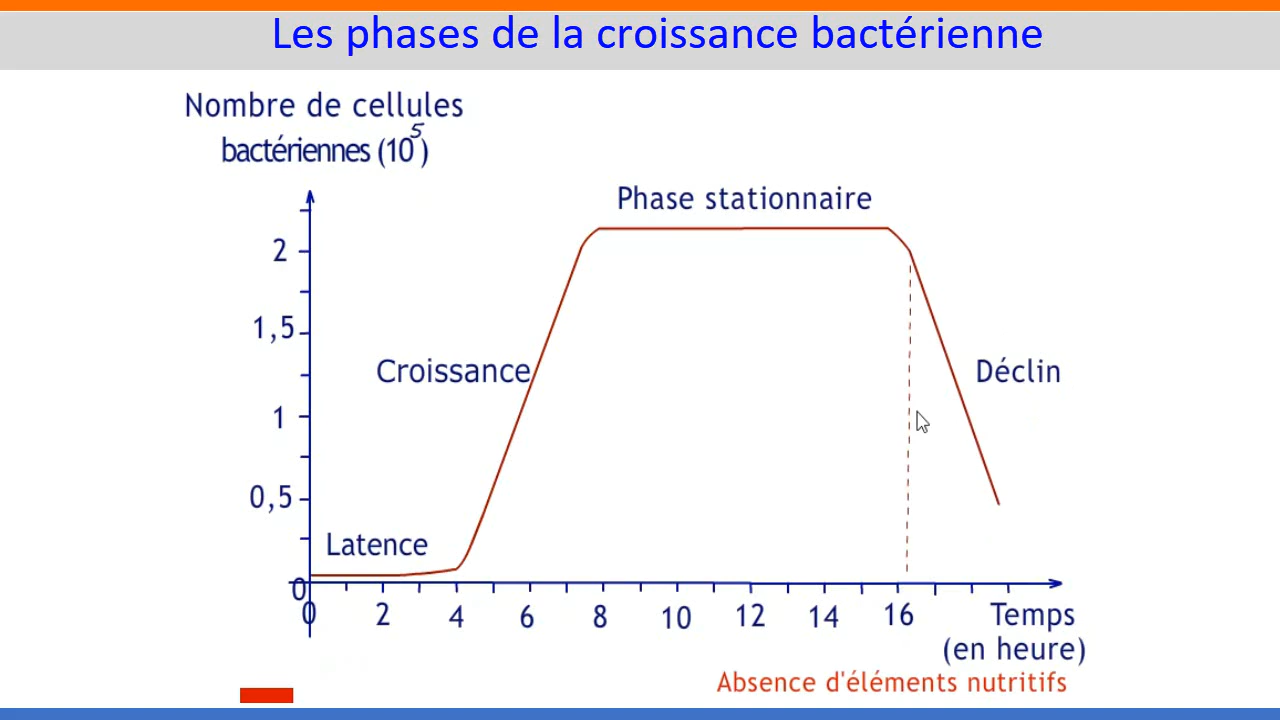 Les phases de la croissance bactérienne
Nombre de cellules
bactériennes (10⁵)
Phase stationnaire
2
1,5
Croissance
Déclin
1
0,5
Latence
0
0 2 4 6 8 10 12 14 16 Temps
(en heure)
Absence d'éléments nutritifs